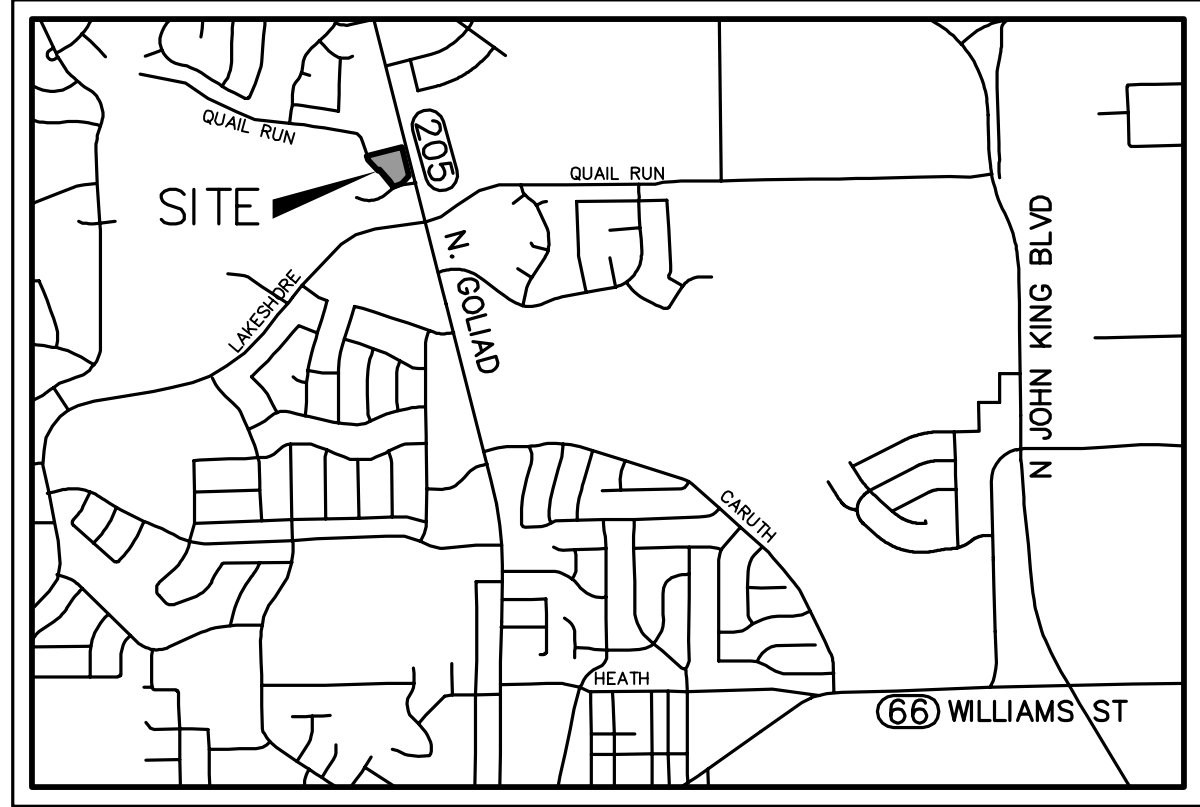 QUAIL RUN
205
QUAIL RUN
SITE
N. GOLIAD
LAKESHORE
N JOHN KING BLVD
CARUTH
HEATH
66 WILLIAMS ST